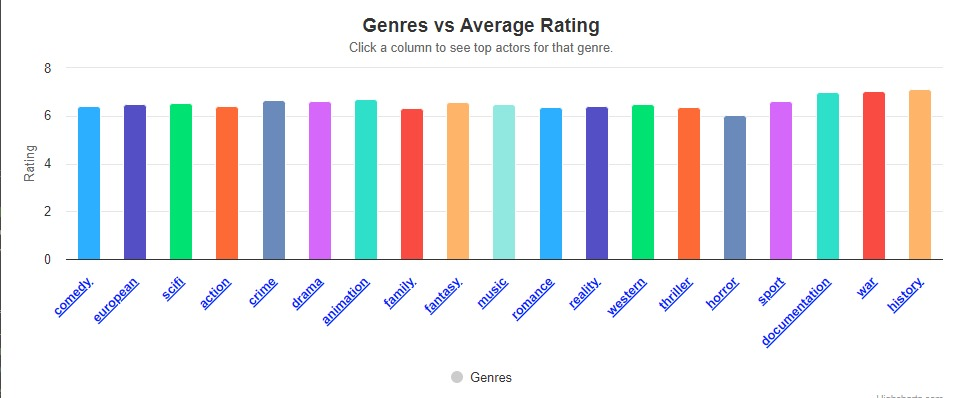 Genres vs Average Rating
Click a column to see top actors for that genre.
8
6
4
2
0
Rating
comedy
european
scifi
action
crime
drama
animation
family
fantasy
music
romance
reality
western
thriller
horror
sport
documentation
war
history
Genres
Highcharts.com